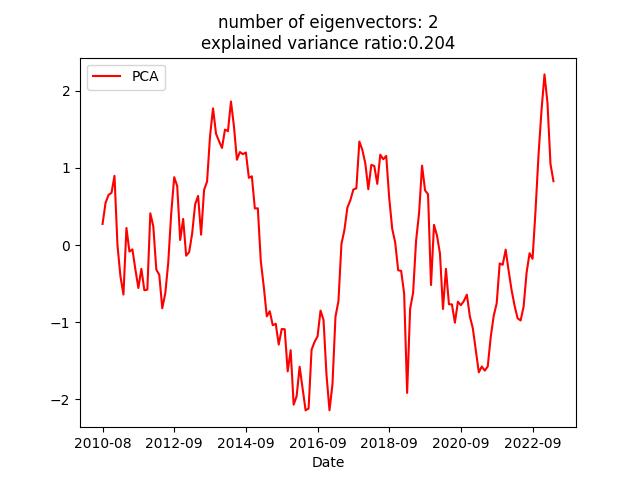 number of eigenvectors: 2
explained variance ratio:0.204
PCA
2
1
0
−1
−2
2010-08 2012-09 2014-09 2016-09 2018-09 2020-09 2022-09
Date